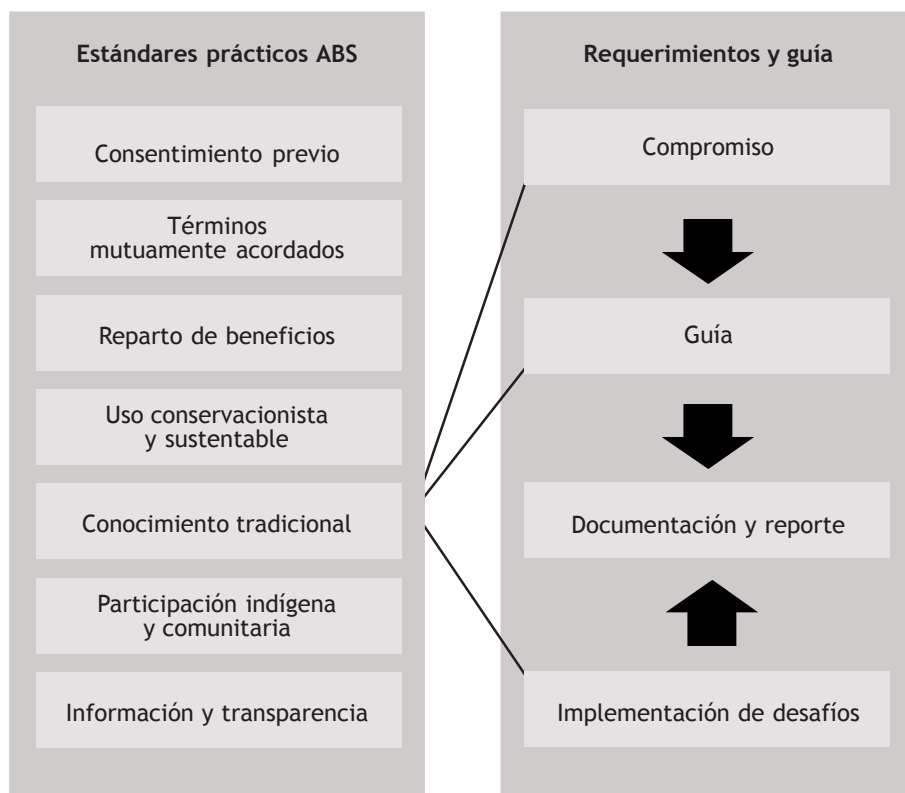 Estándares prácticos ABS
Consentimiento previo
Términos
mutuamente acordados
Reparto de beneficios
Uso conservacionista
y sustentable
Conocimiento tradicional
Participación indígena
y comunitaria
Información y transparencia
Requerimientos y guía
Compromiso
Guía
Documentación y reporte
Implementación de desafíos